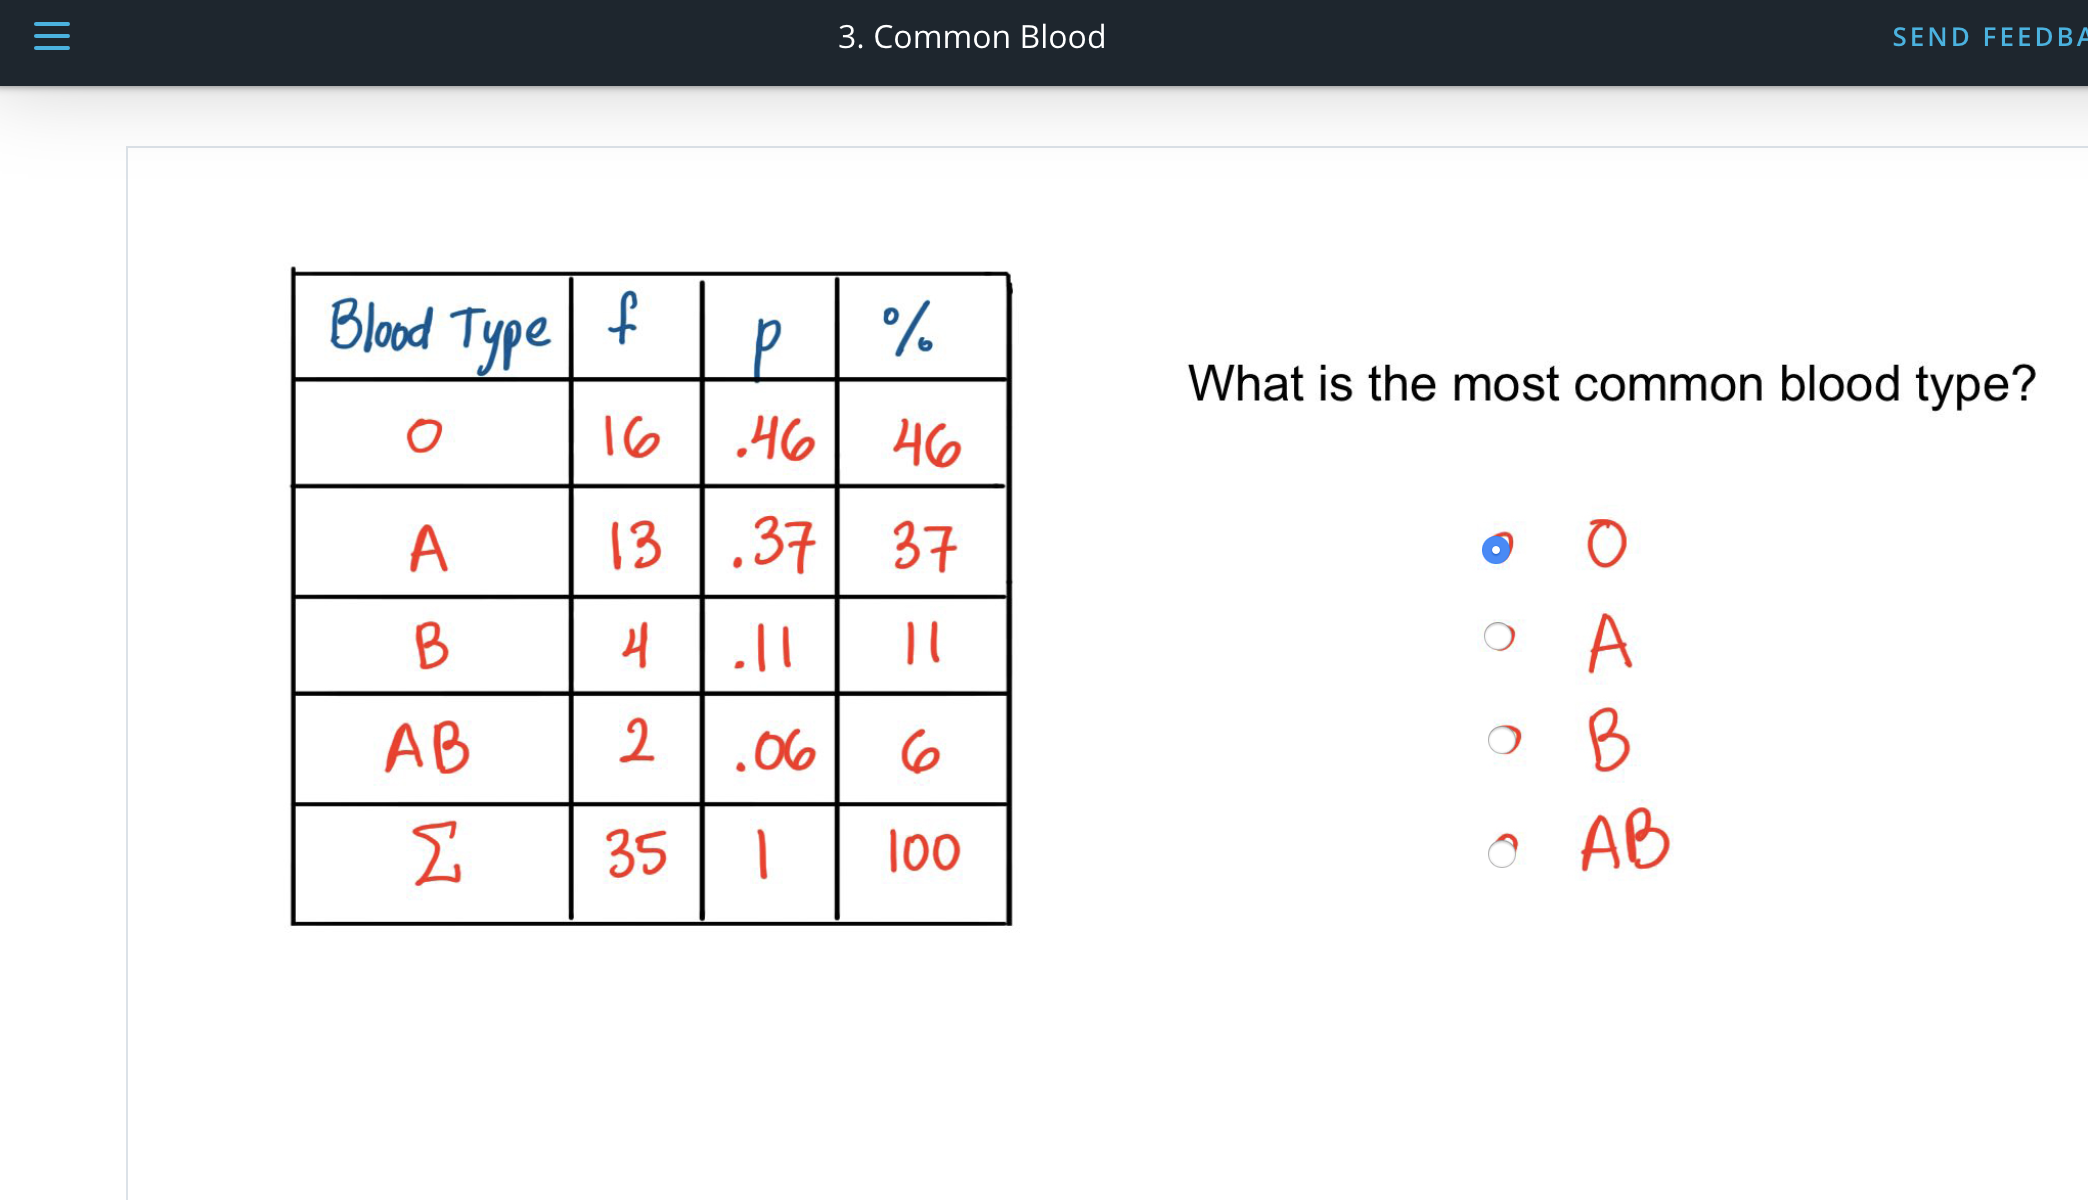 3. Common Blood
SEND FEEDBA
Blood Type f p %
O 16 .46 46
A 13 .37 37
B 4 .11 11
AB 2 .06 6
Σ 35 1 100
What is the most common blood type?
O
A
B
AB